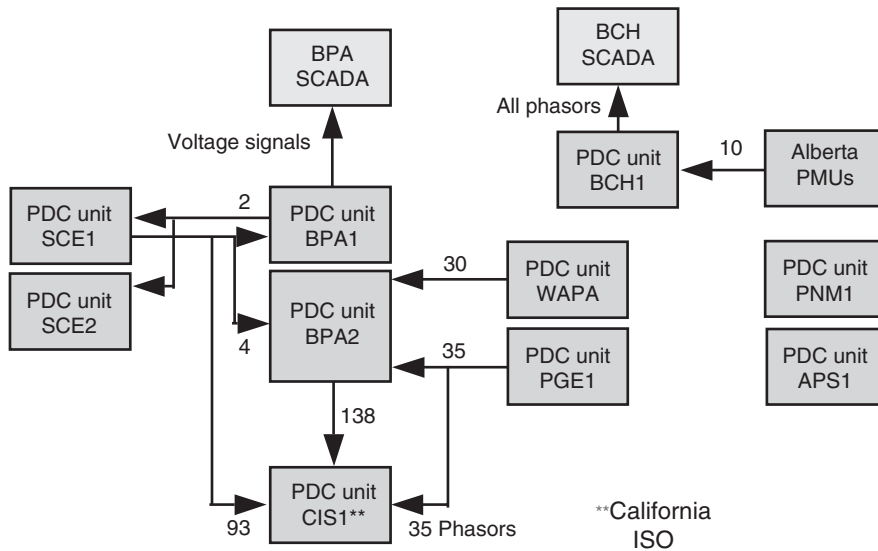 BPA
SCADA
BCH
SCADA
All phasors
Voltage signals
PDC unit
BCH1
10
Alberta
PMUs
PDC unit
SCE1
2
PDC unit
BPA1
PDC unit
SCE2
4
PDC unit
BPA2
30
PDC unit
WAPA
PDC unit
PNM1
35
PDC unit
PGE1
PDC unit
APS1
138
93
PDC unit
CIS1**
35 Phasors
**California
ISO